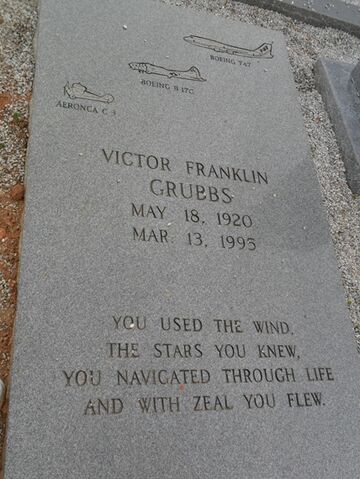 BOEING 747
BOEING B 17G
AERONCA C 3
VICTOR FRANKLIN
GRUBBS
MAY 18, 1920
MAR. 13, 1995
YOU USED THE WIND,
THE STARS YOU KNEW,
YOU NAVIGATED THROUGH LIFE
AND WITH ZEAL YOU FLEW.